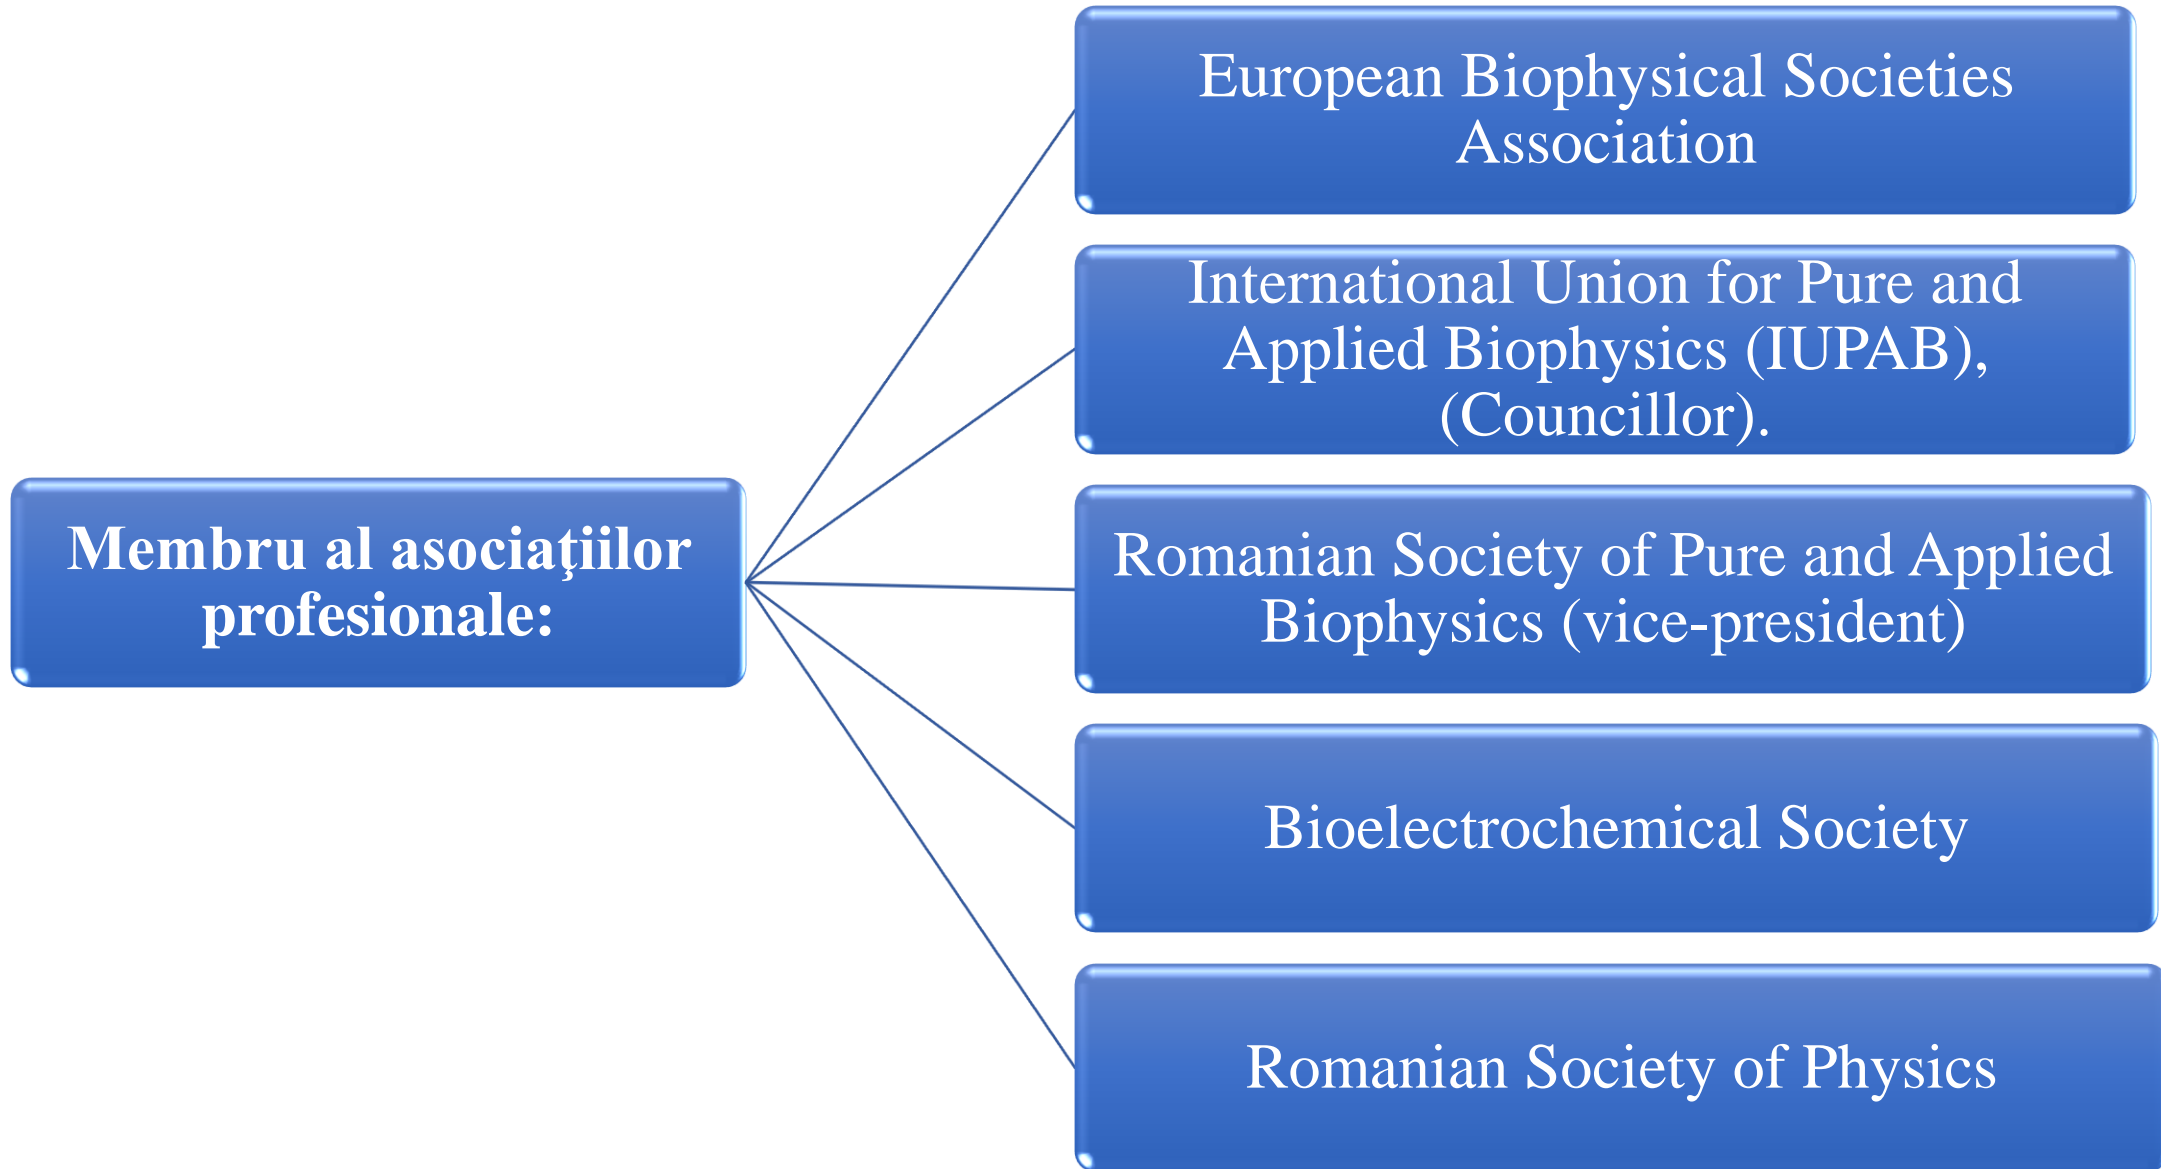 European Biophysical Societies
Association
International Union for Pure and
Applied Biophysics (IUPAB),
(Councillor).
Membru al asociaţiilor
profesionale:
Romanian Society of Pure and Applied
Biophysics (vice-president)
Bioelectrochemical Society
Romanian Society of Physics